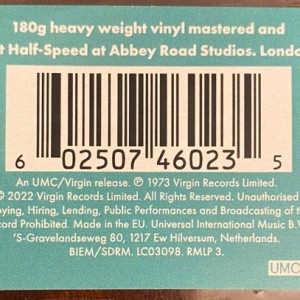 180g heavy weight vinyl mastered and
t Half-Speed at Abbey Road Studios. Londo
6 02507 46023 5
An UMC/Virgin release. ℗ 1973 Virgin Records Limited.
© 2022 Virgin Records Limited. All Rights Reserved. Unauthorised
ying, Hiring, Lending, Public Performances and Broadcasting of t
cord Prohibited. Made in the EU. Universal International Music B.V
'S-Gravelandseweg 80, 1217 Ew Hilversum, Netherlands.
BIEM/SDRM. LC03098. RMLP 3.
UMC